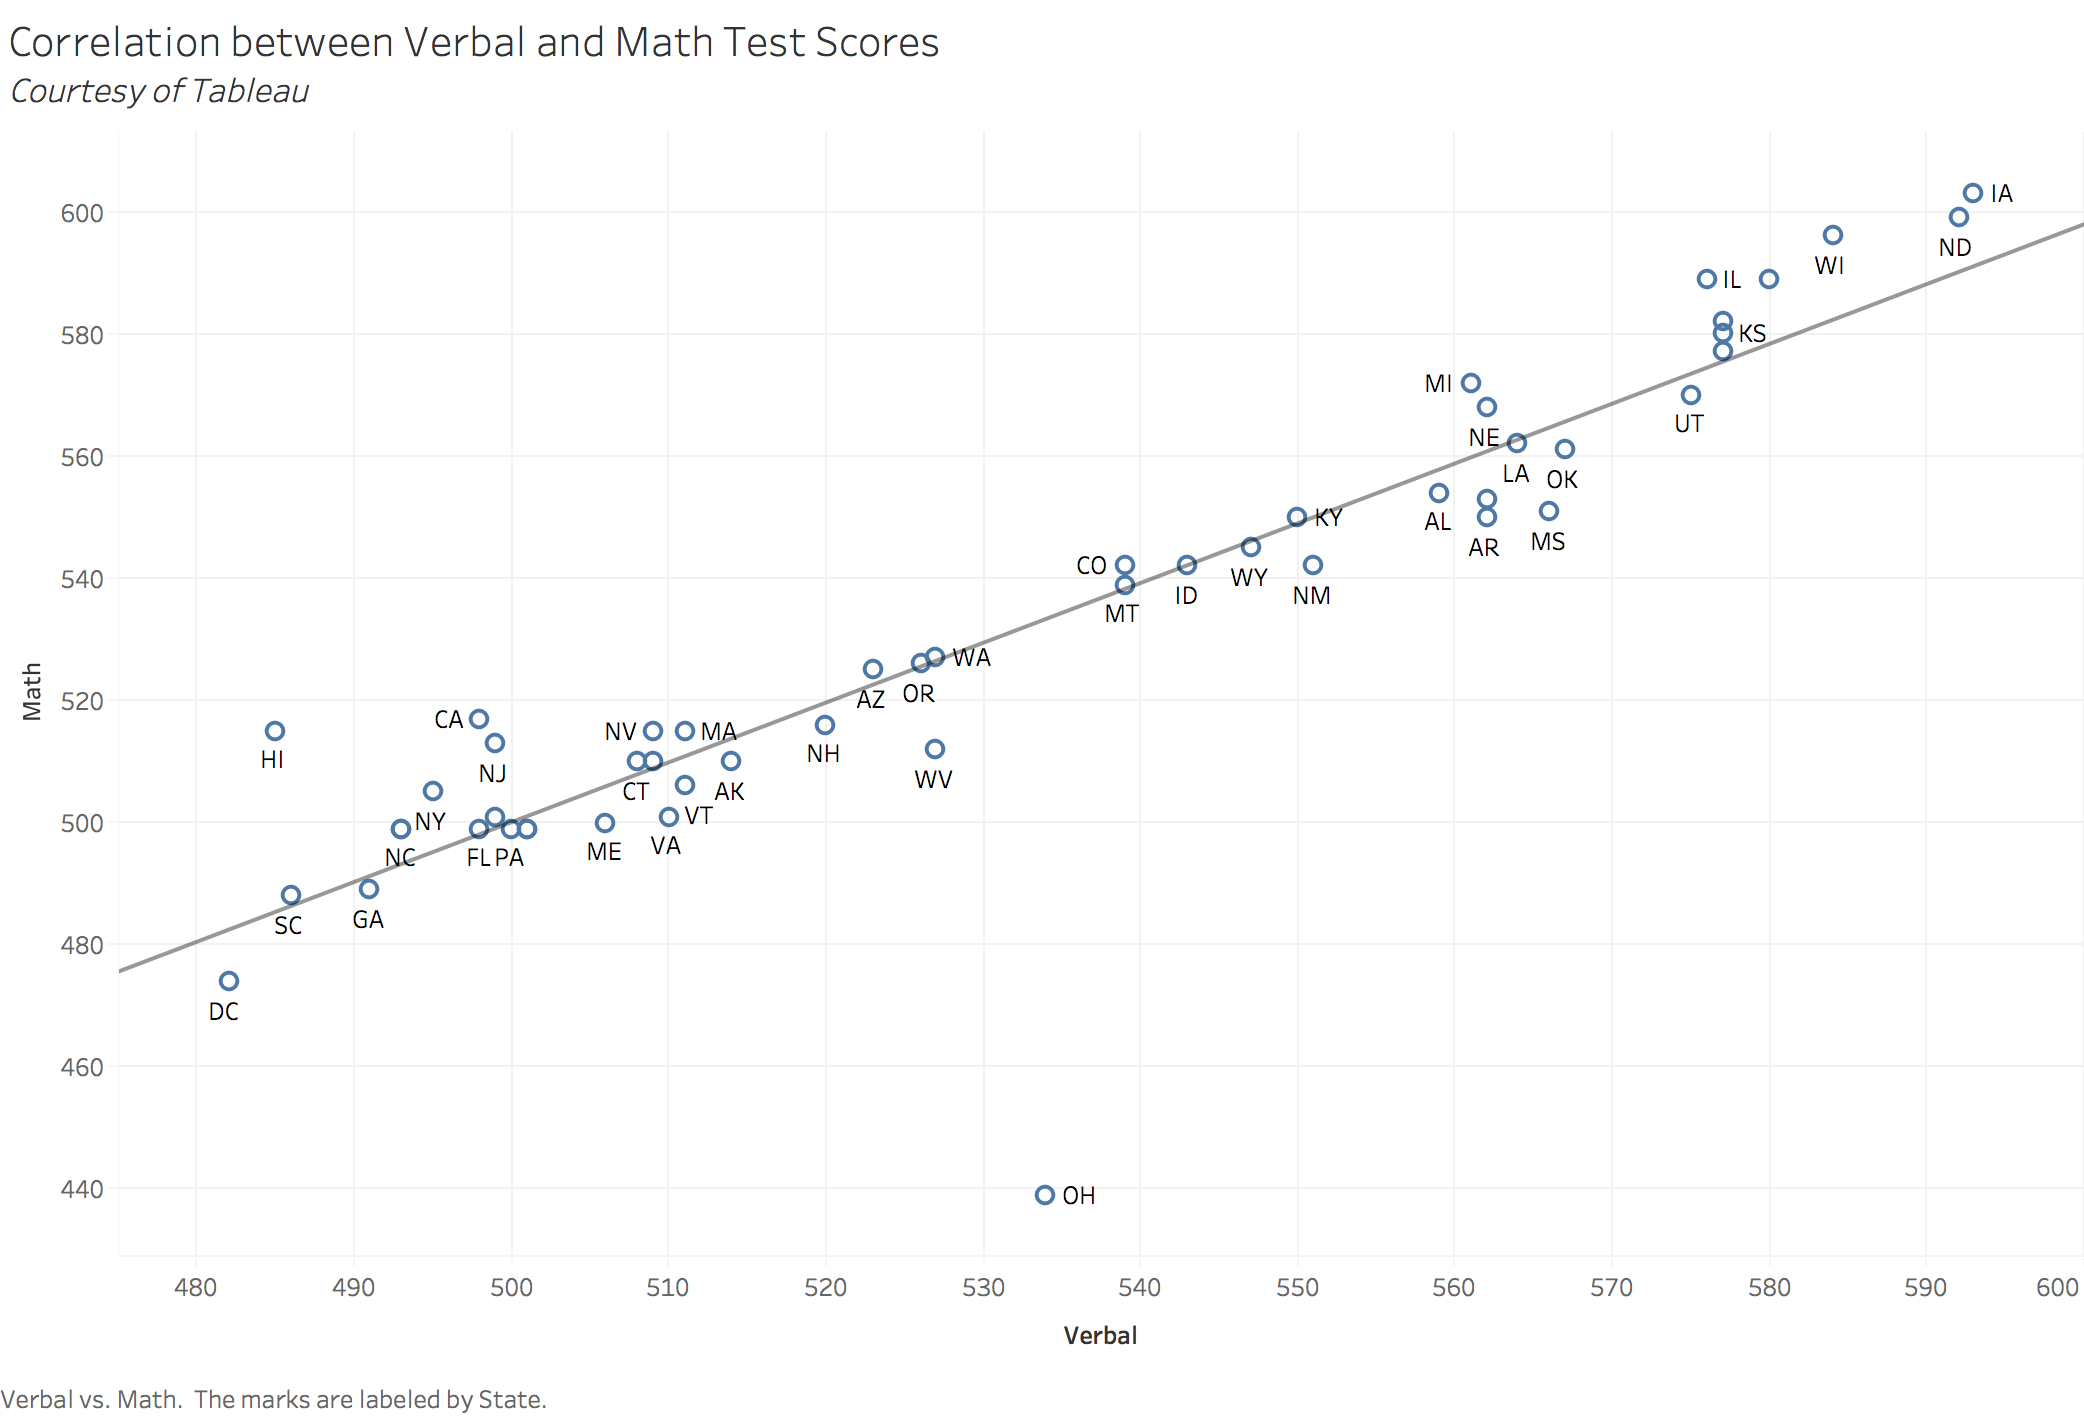 Correlation between Verbal and Math Test Scores
Courtesy of Tableau
600
580
560
540
520
500
480
460
440
Math
IA
ND
WI
IL
KS
MI
UT
NE
LA
OK
AL
MS
AR
KY
CO
ID
WY
NM
MT
WA
AZ
OR
CA
NV
MA
HI
NJ
NH
WV
CT
AK
NY
VT
NC
FL
PA
ME
VA
SC
GA
DC
OH
480 490 500 510 520 530 540 550 560 570 580 590 600
Verbal
Verbal vs. Math. The marks are labeled by State.